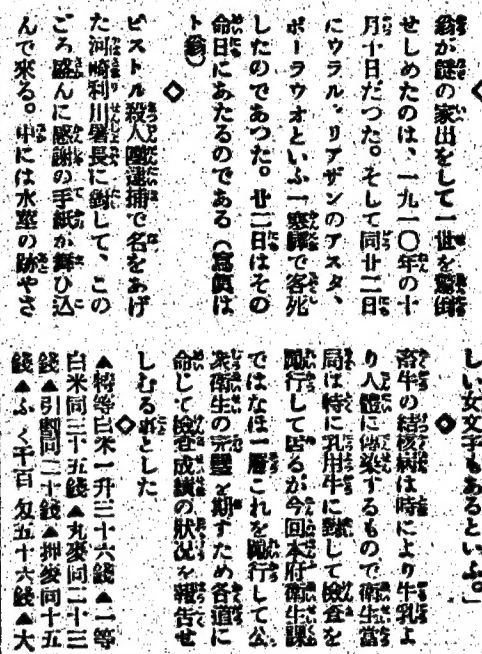 翁が謎の家出をして一世を驚倒
せしめたのは、一九一〇年の十
月十日だつた。そして同廿二日
にウラル、リアザンのアスタ、
ポーラウオといふ一寒驛で客死
したのであつた。廿二日はその
命日にあたるのである(寫眞は
ト翁)
◇
ピストル殺人團逮捕で名をあげ
た河崎利川署長に對して、この
ごろ盛んに感謝の手紙が舞ひ込
んで來る。中には水莖の跡やさ
しい女文字もあるといふ。」
◇
畜牛の結核病は時により牛乳よ
り人體に傳染するもので衞生當
局は特に乳用牛に對して檢査を
勵行して居るが今回本府衞生課
ではなほ一層これを勵行して公
衆衞生の完璧を期すため各道に
命じて檢査成績の狀況を報告せ
しむる事とした
◇
▲特等白米一升三十六錢▲一等
白米同三十五錢▲丸麥同二十三
錢▲引割同二十錢▲押麥同十五
錢▲ふく千百匁五十六錢▲大